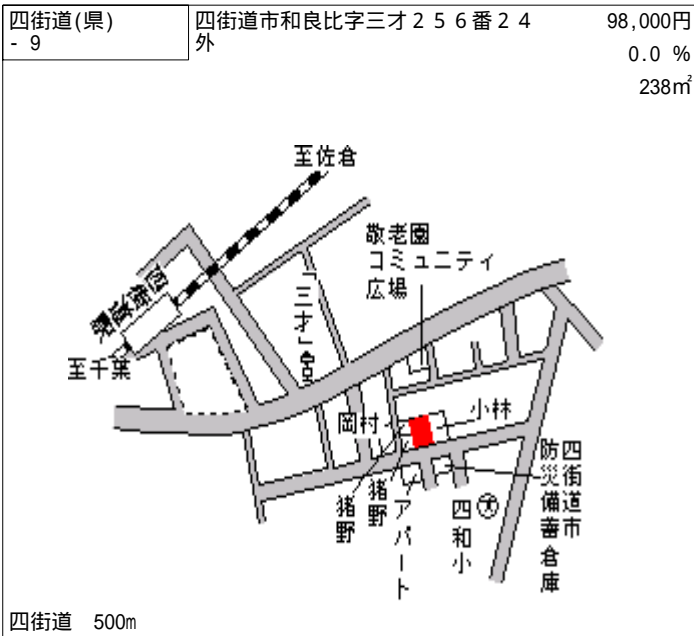 四街道(県)
- 9
四街道市和良比字三才２５６番２４
外
98,000円
0.0 %
238㎡
至佐倉
敬老園
コミュニティ
広場
四街道駅
「三才」
至千葉
岡村
小林
猪野
猪野
アパート
四和小
四街道市
防災備蓄倉庫
四街道　500m